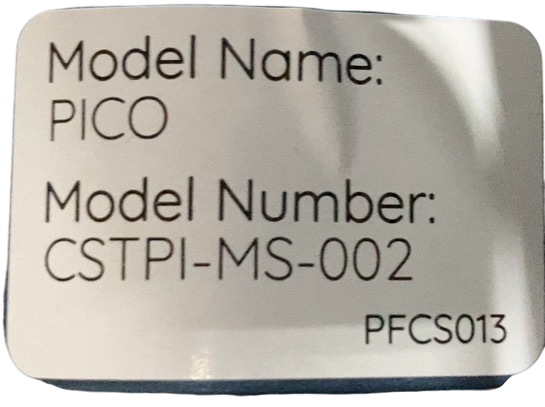 Model Name:
PICO
Model Number:
CSTPI-MS-002
PFCS013